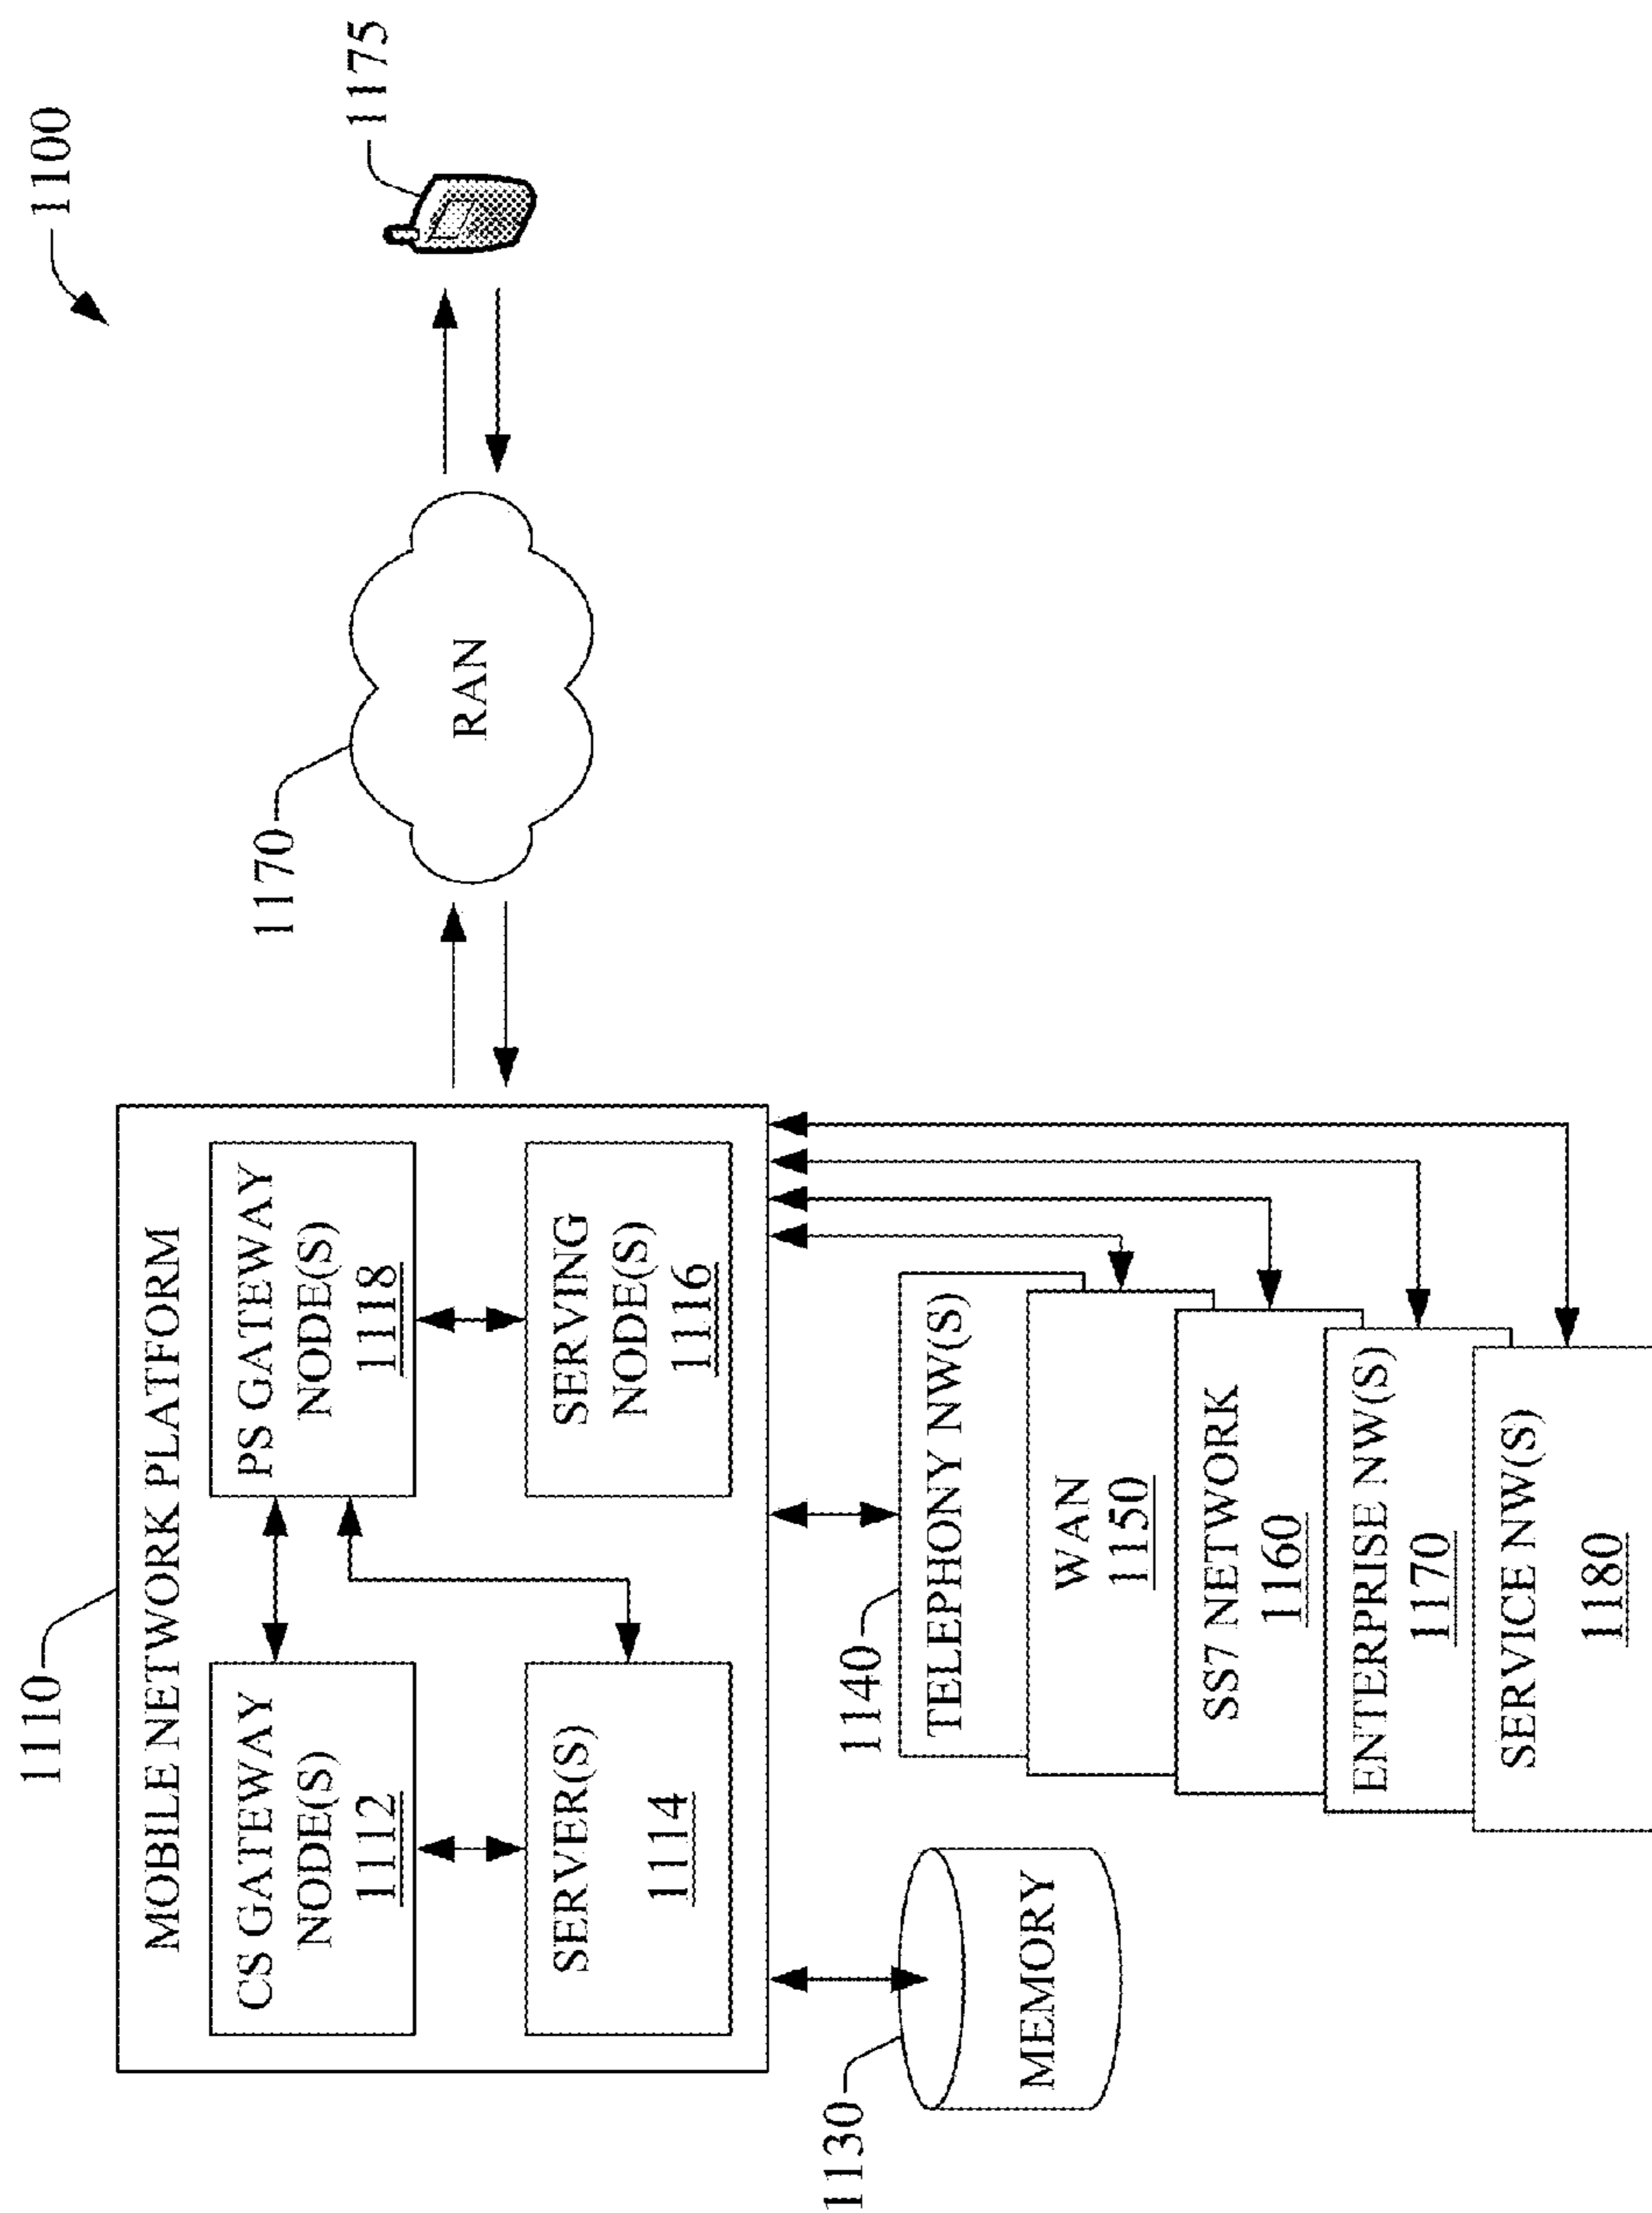 1100
1110
MOBILE NETWORK PLATFORM
CS GATEWAY
NODE(S)
1112
PS GATEWAY
NODE(S)
1118
SERVER(S)
1114
SERVING
NODE(S)
1116
1170
RAN
1175
1130
MEMORY
1140
TELEPHONY NW(S)
WAN
1150
SS7 NETWORK
1160
ENTERPRISE NW(S)
1170
SERVICE NW(S)
1180